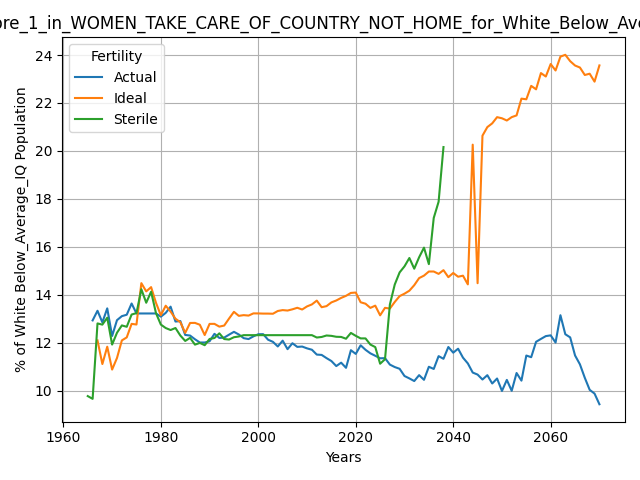 ore_1_in_WOMEN_TAKE_CARE_OF_COUNTRY_NOT_HOME_for_White_Below_Ave
Fertility
Actual
Ideal
Sterile
% of White Below_Average_IQ Population
24
22
20
18
16
14
12
10
1960
1980
2000
2020
2040
2060
Years